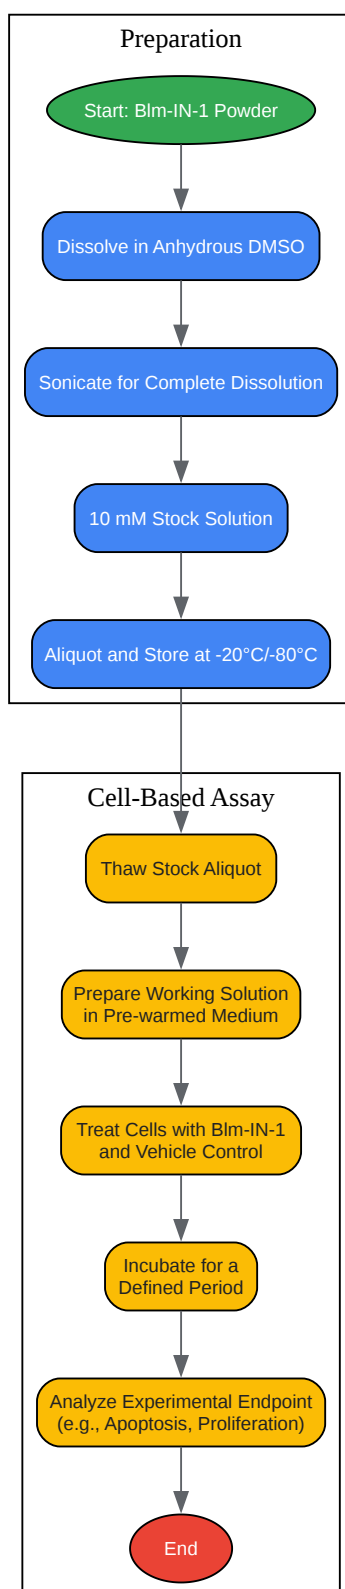 Preparation
Start: Blm-IN-1 Powder
Dissolve in Anhydrous DMSO
Sonicate for Complete Dissolution
10 mM Stock Solution
Aliquot and Store at -20°C/-80°C
Cell-Based Assay
Thaw Stock Aliquot
Prepare Working Solution
in Pre-warmed Medium
Treat Cells with Blm-IN-1
and Vehicle Control
Incubate for a
Defined Period
Analyze Experimental Endpoint
(e.g., Apoptosis, Proliferation)
End